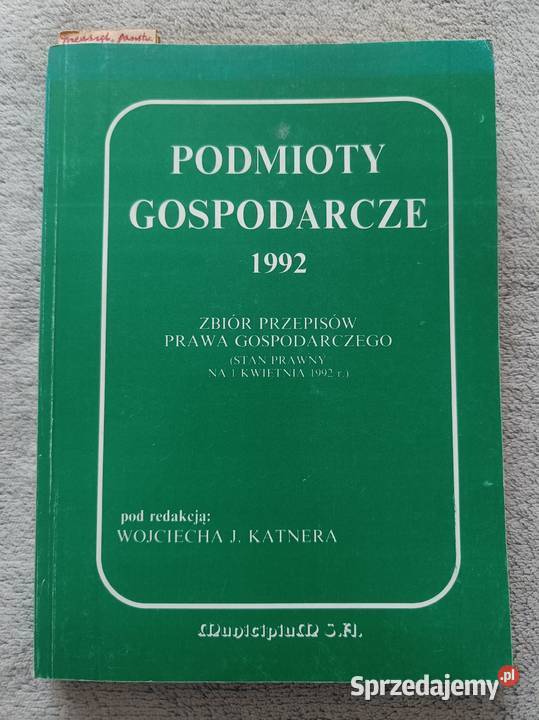 PODMIOTY
GOSPODARCZE
1992
ZBIÓR PRZEPISÓW
PRAWA GOSPODARCZEGO
(STAN PRAWNY
NA 1 KWIETNIA 1992 r.)
pod redakcją:
WOJCIECHA J. KATNERA
MunicipiuM S.A.
Sprzedajemy.pl